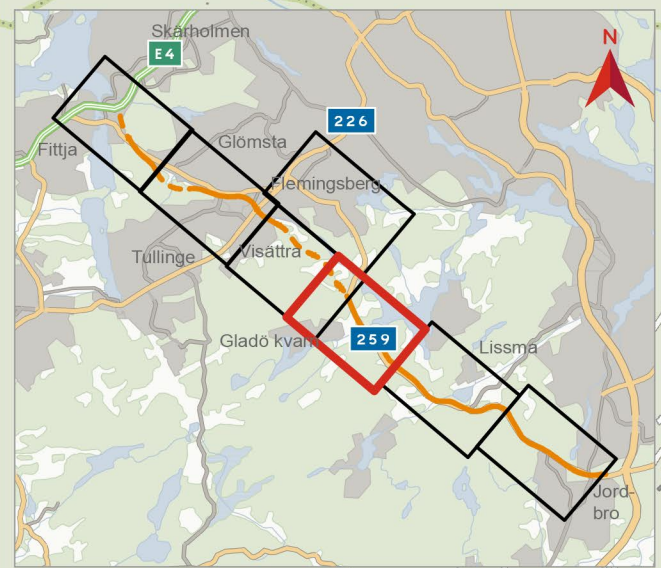 Skärholmen
E4
N
226
Glömsta
Fittja
Flemingsberg
Visättra
Tullinge
259
Gladö kvarn
Lissma
Jord-
bro